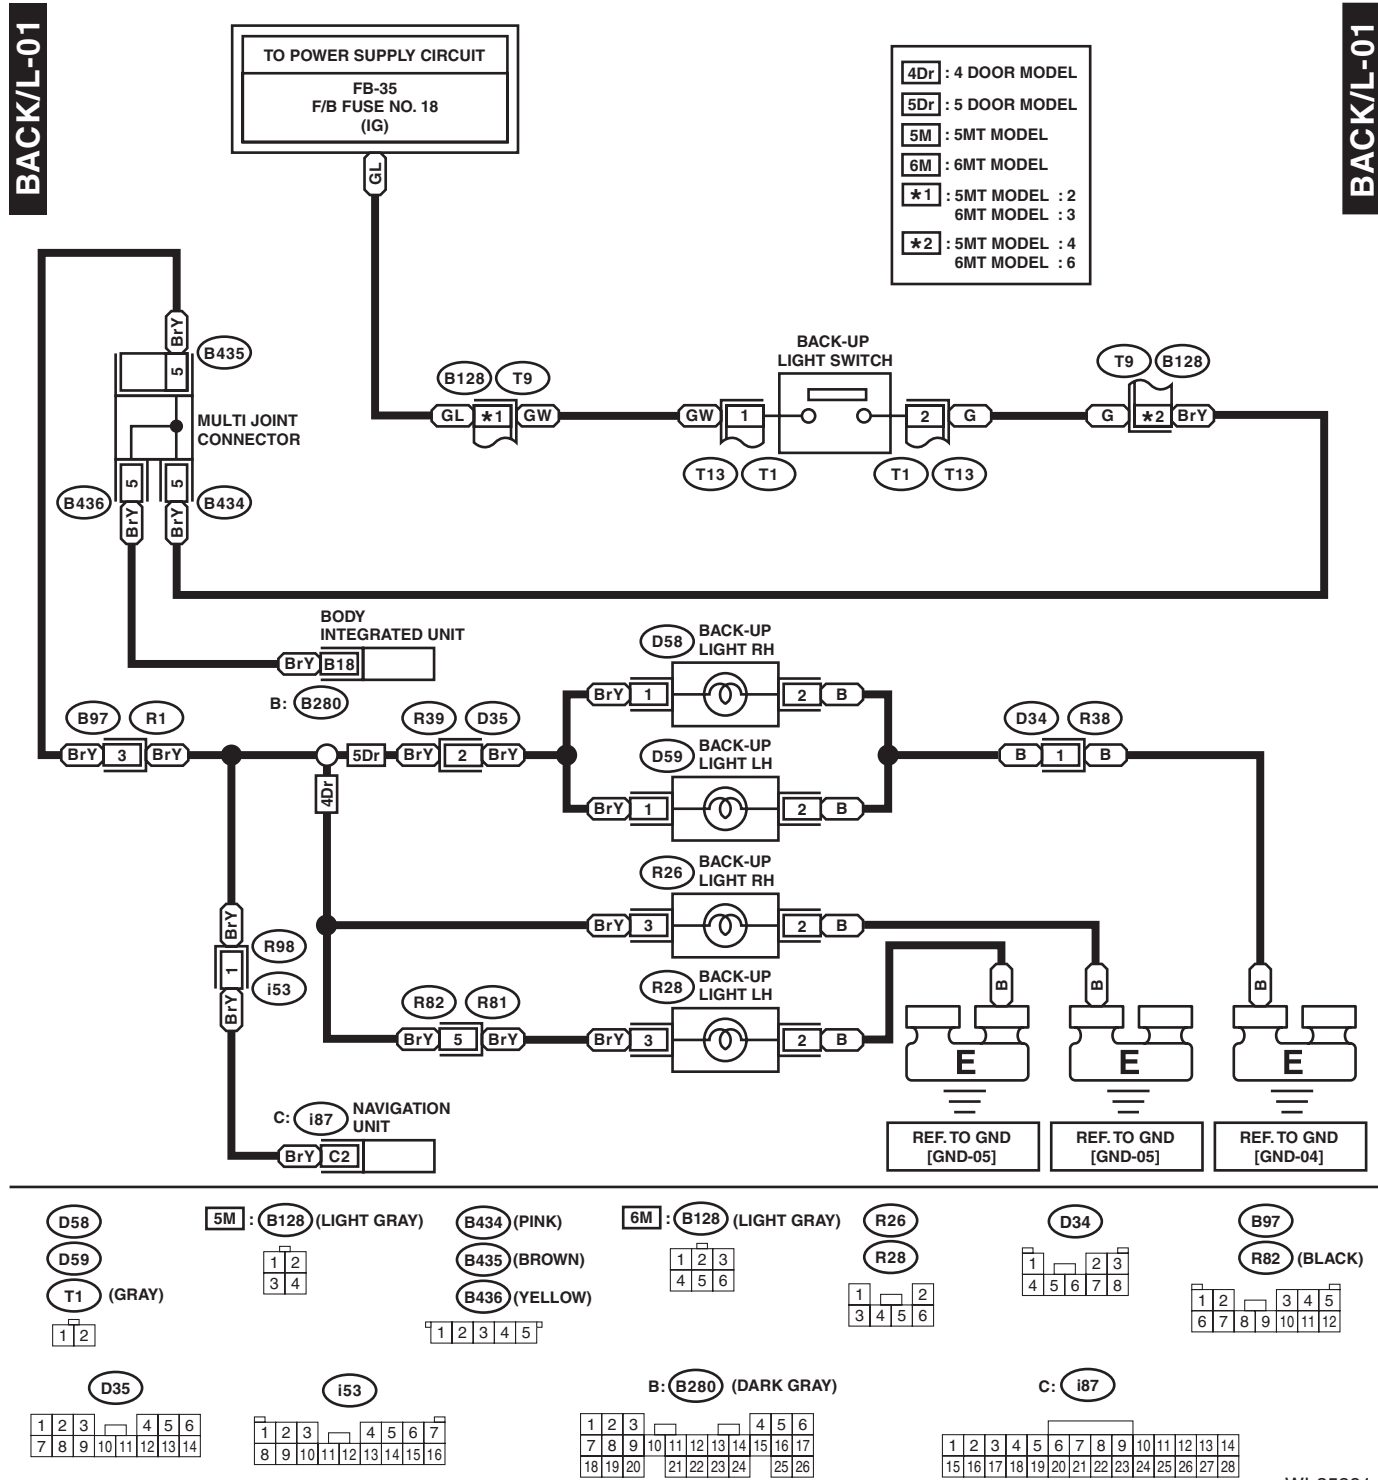 BACK/L-01
BACK/L-01
TO POWER SUPPLY CIRCUIT
FB-35
F/B FUSE NO. 18
(IG)
GL
4Dr : 4 DOOR MODEL
5Dr : 5 DOOR MODEL
5M : 5MT MODEL
6M : 6MT MODEL
*1 : 5MT MODEL : 2
6MT MODEL : 3
*2 : 5MT MODEL : 4
6MT MODEL : 6
BrY
B435
5
MULTI JOINT
CONNECTOR
5 5
B436 B434
BrY BrY
B128 T9
GL *1 GW
BACK-UP
LIGHT SWITCH
GW 1 2 G
T13 T1 T1 T13
T9 B128
G *2 BrY
BODY
INTEGRATED UNIT
BrY B18
B: B280
D58 BACK-UP
LIGHT RH
BrY 1 2 B
B97 R1
BrY 3 BrY
5Dr
4Dr
R39 D35
BrY 2 BrY
D59 BACK-UP
LIGHT LH
BrY 1 2 B
D34 R38
B 1 B
R26 BACK-UP
LIGHT RH
BrY 3 2 B
BrY
R98
1
i53
BrY
R82 R81
BrY 5 BrY
R28 BACK-UP
LIGHT LH
BrY 3 2 B
B B B
E E E
REF. TO GND
[GND-05]
REF. TO GND
[GND-05]
REF. TO GND
[GND-04]
C: i87 NAVIGATION
UNIT
BrY C2
D58
D59
T1 (GRAY)
1 2
5M : B128 (LIGHT GRAY)
1 2
3 4
B434 (PINK)
B435 (BROWN)
B436 (YELLOW)
1 2 3 4 5
6M : B128 (LIGHT GRAY)
1 2 3
4 5 6
R26
R28
1 2
3 4 5 6
D34
1 2 3
4 5 6 7 8
B97
R82 (BLACK)
1 2 3 4 5
6 7 8 9 10 11 12
D35
1 2 3 4 5 6
7 8 9 10 11 12 13 14
i53
1 2 3 4 5 6 7
8 9 10 11 12 13 14 15 16
B: B280 (DARK GRAY)
1 2 3 4 5 6
7 8 9 10 11 12 13 14 15 16 17
18 19 20 21 22 23 24 25 26
C: i87
1 2 3 4 5 6 7 8 9 10 11 12 13 14
15 16 17 18 19 20 21 22 23 24 25 26 27 28